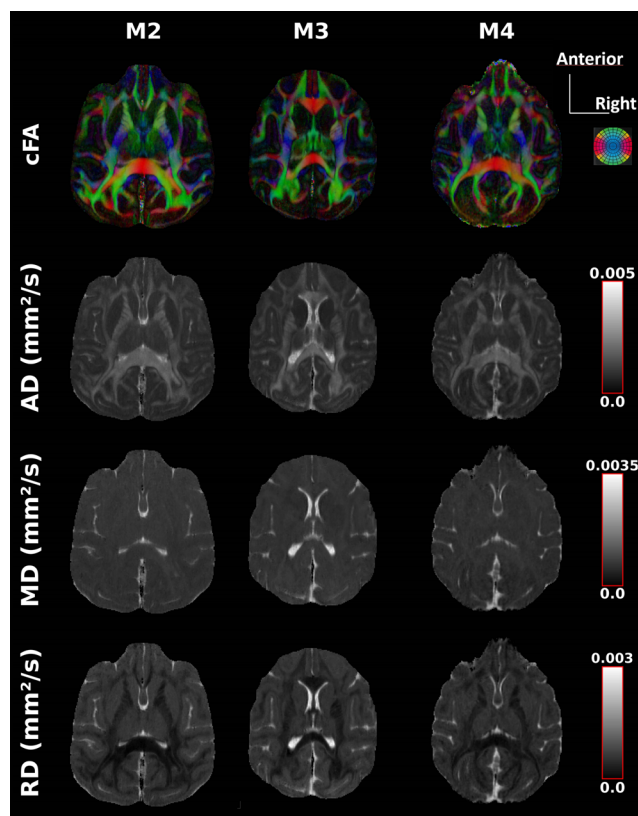 M2 M3 M4
Anterior
Right
cFA
AD (mm²/s)
0.005
0.0
MD (mm²/s)
0.0035
0.0
RD (mm²/s)
0.003
0.0